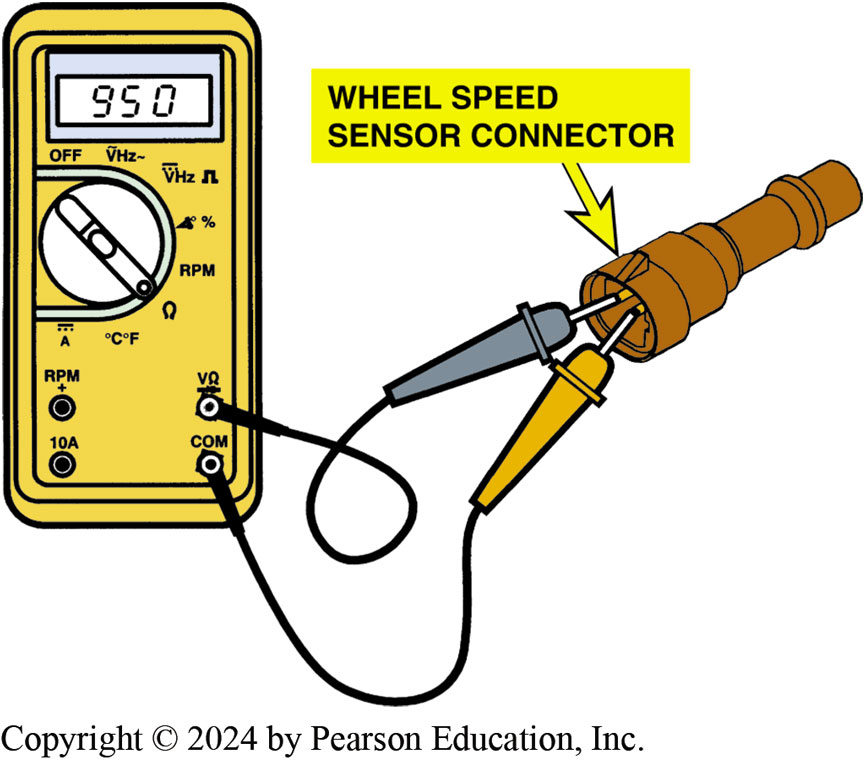 950
OFF
ṼHz~
V̅Hz
%
RPM
Ω
°C°F
A
RPM
+
VΩ
10A
COM
WHEEL SPEED
SENSOR CONNECTOR
Copyright © 2024 by Pearson Education, Inc.